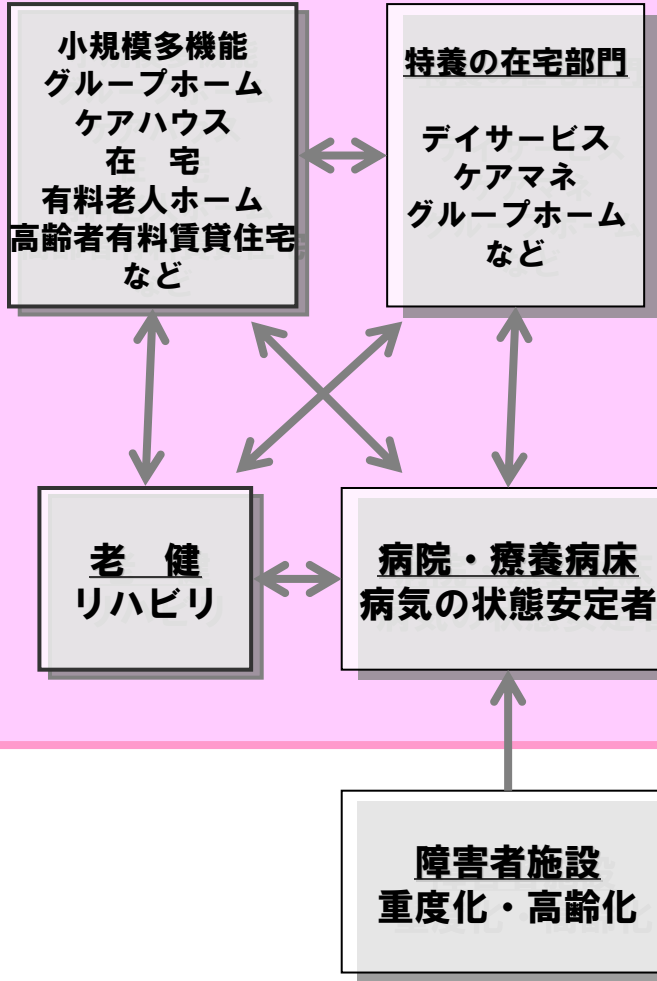 小規模多機能
グループホーム
ケアハウス
在　宅
有料老人ホーム
高齢者有料賃貸住宅
など
特養の在宅部門
デイサービス
ケアマネ
グループホーム
など
老　健
リハビリ
病院・療養病床
病気の状態安定者
障害者施設
重度化・高齢化